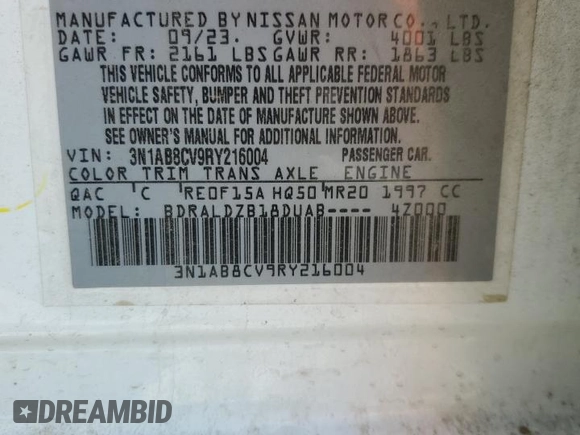 MANUFACTURED BY NISSAN MOTOR CO., LTD.
DATE: 09/23. GVWR: 4001 LBS
GAWR FR: 2161 LBS GAWR RR: 1863 LBS
THIS VEHICLE CONFORMS TO ALL APPLICABLE FEDERAL MOTOR
VEHICLE SAFETY, BUMPER AND THEFT PREVENTION STANDARDS
IN EFFECT ON THE DATE OF MANUFACTURE SHOWN ABOVE.
SEE OWNER'S MANUAL FOR ADDITIONAL INFORMATION.
VIN: 3N1AB8CV9RY216004 PASSENGER CAR.
COLOR TRIM TRANS AXLE ENGINE
QAC C RE0F15A HQ50 MR20 1997 CC
MODEL: BDRALDZB18DUAB---- 4Z000
3N1AB8CV9RY216004
DREAMBID